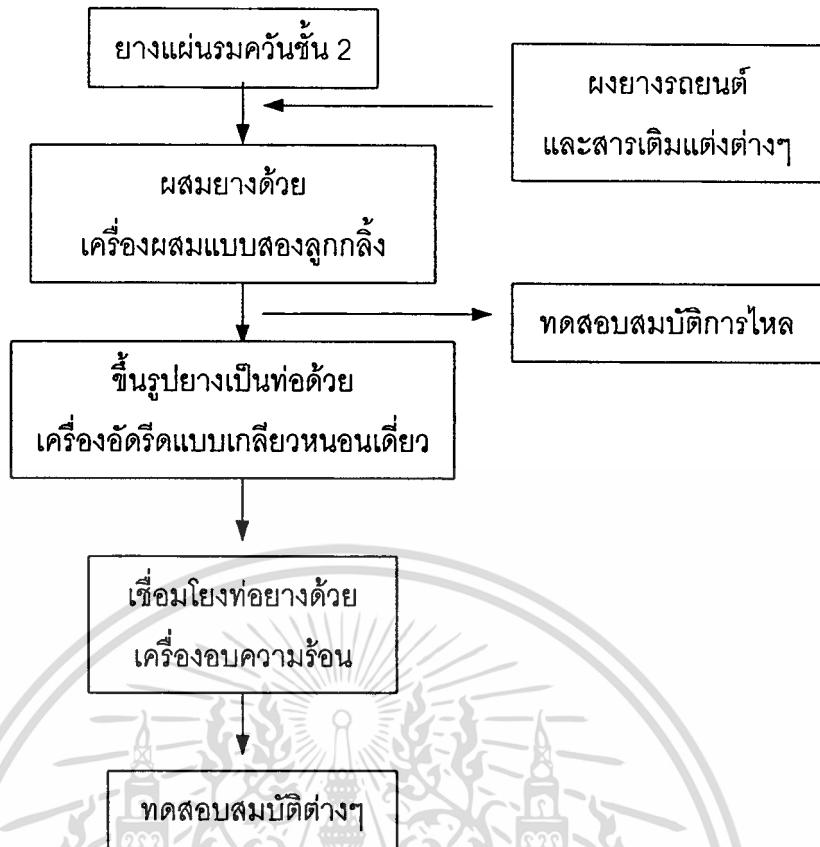 ยางแผ่นรมควันชั้น 2
ผงยางรถยนต์
และสารเติมแต่งต่างๆ
ผสมยางด้วย
เครื่องผสมแบบสองลูกกลิ้ง
ทดสอบสมบัติการไหล
ขึ้นรูปยางเป็นท่อด้วย
เครื่องอัดรีดแบบเกลียวหนอนเดี่ยว
เชื่อมโยงท่อยางด้วย
เครื่องอบความร้อน
ทดสอบสมบัติต่างๆ